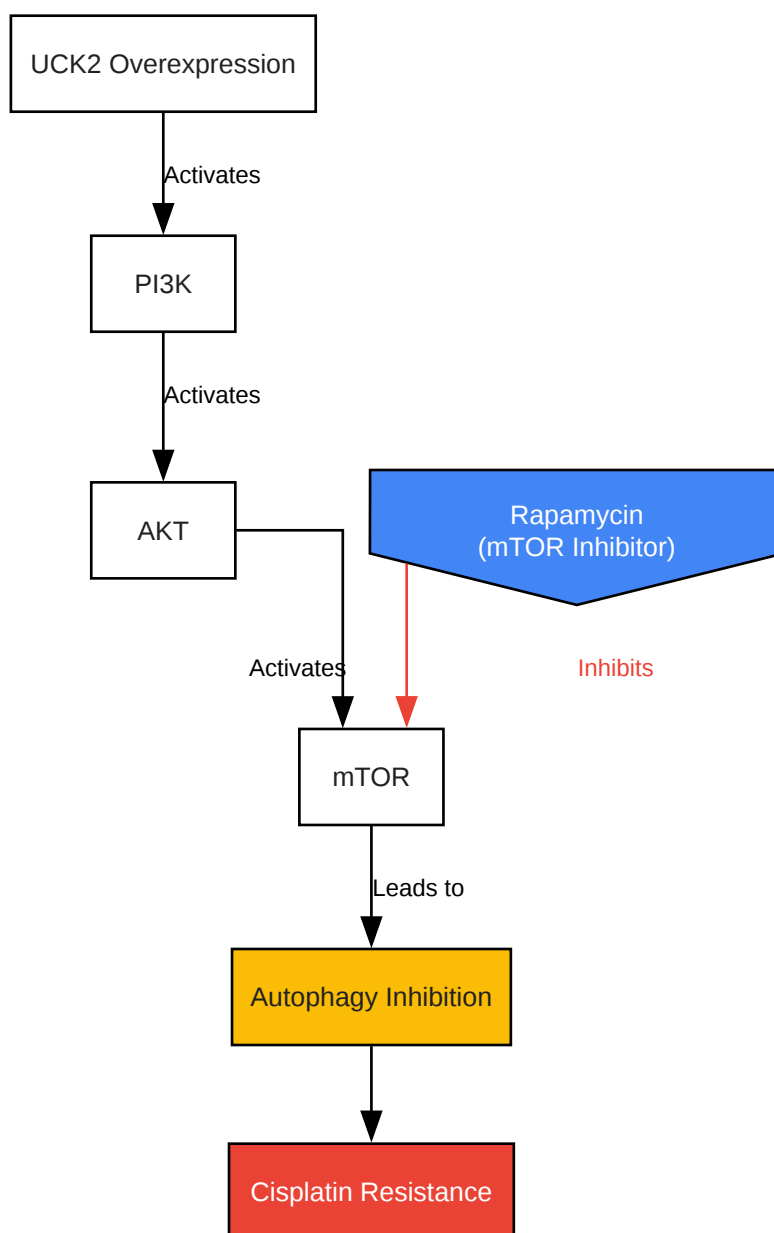 UCK2 Overexpression
Activates
PI3K
Activates
AKT
Rapamycin
(mTOR Inhibitor)
Activates
Inhibits
mTOR
Leads to
Autophagy Inhibition
Cisplatin Resistance